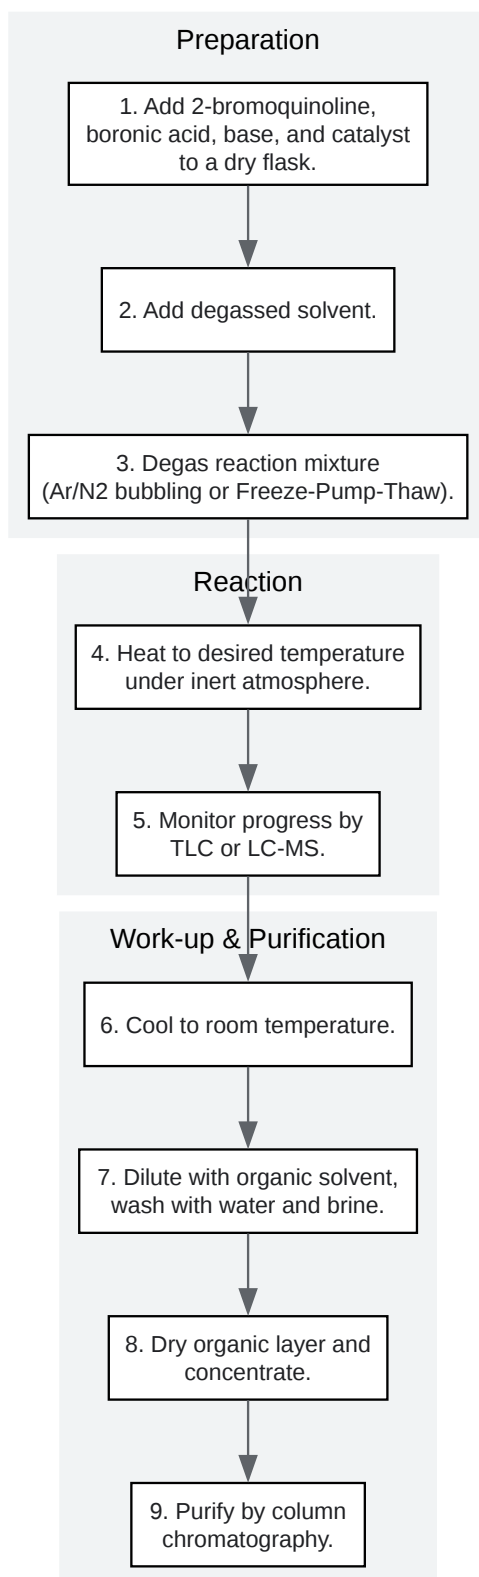 Preparation
1. Add 2-bromoquinoline,
boronic acid, base, and catalyst
to a dry flask.
2. Add degassed solvent.
3. Degas reaction mixture
(Ar/N2 bubbling or Freeze-Pump-Thaw).
Reaction
4. Heat to desired temperature
under inert atmosphere.
5. Monitor progress by
TLC or LC-MS.
Work-up & Purification
6. Cool to room temperature.
7. Dilute with organic solvent,
wash with water and brine.
8. Dry organic layer and
concentrate.
9. Purify by column
chromatography.